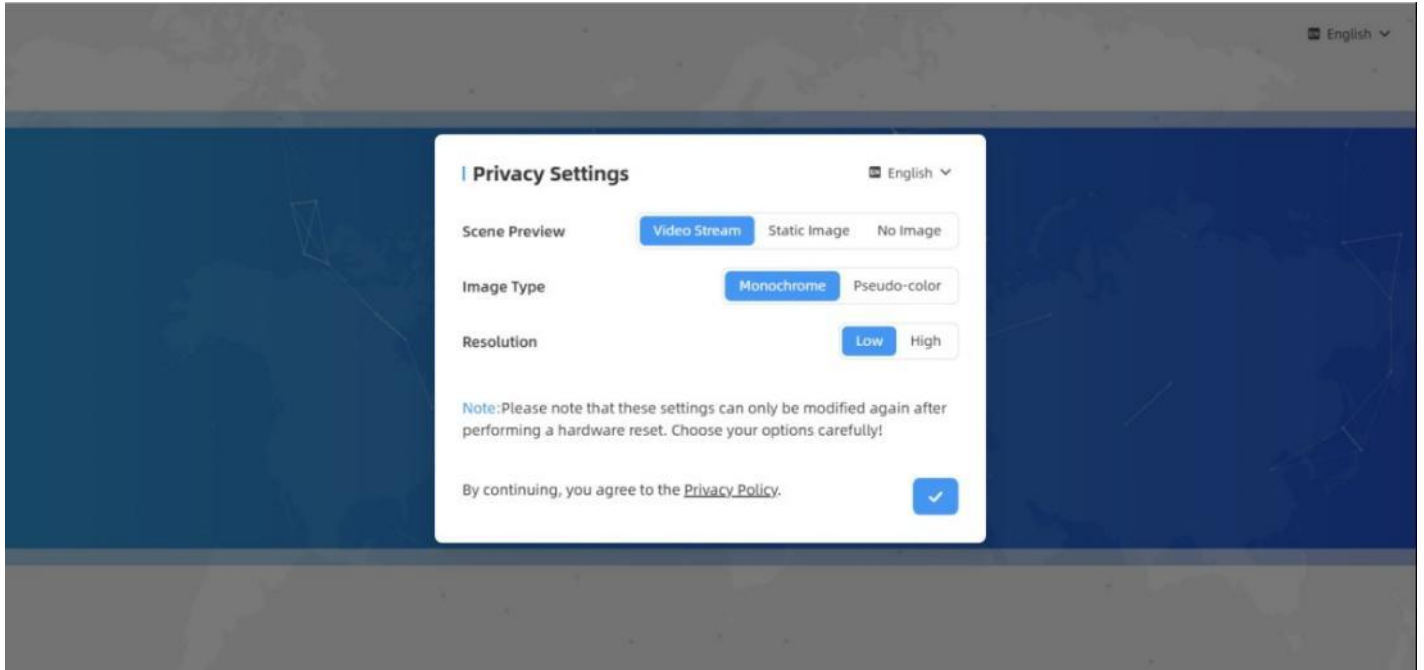 English
Privacy Settings
English
Scene Preview
Video Stream
Static Image
No Image
Image Type
Monochrome
Pseudo-color
Resolution
Low
High
Note:Please note that these settings can only be modified again after
performing a hardware reset. Choose your options carefully!
By continuing, you agree to the Privacy Policy.